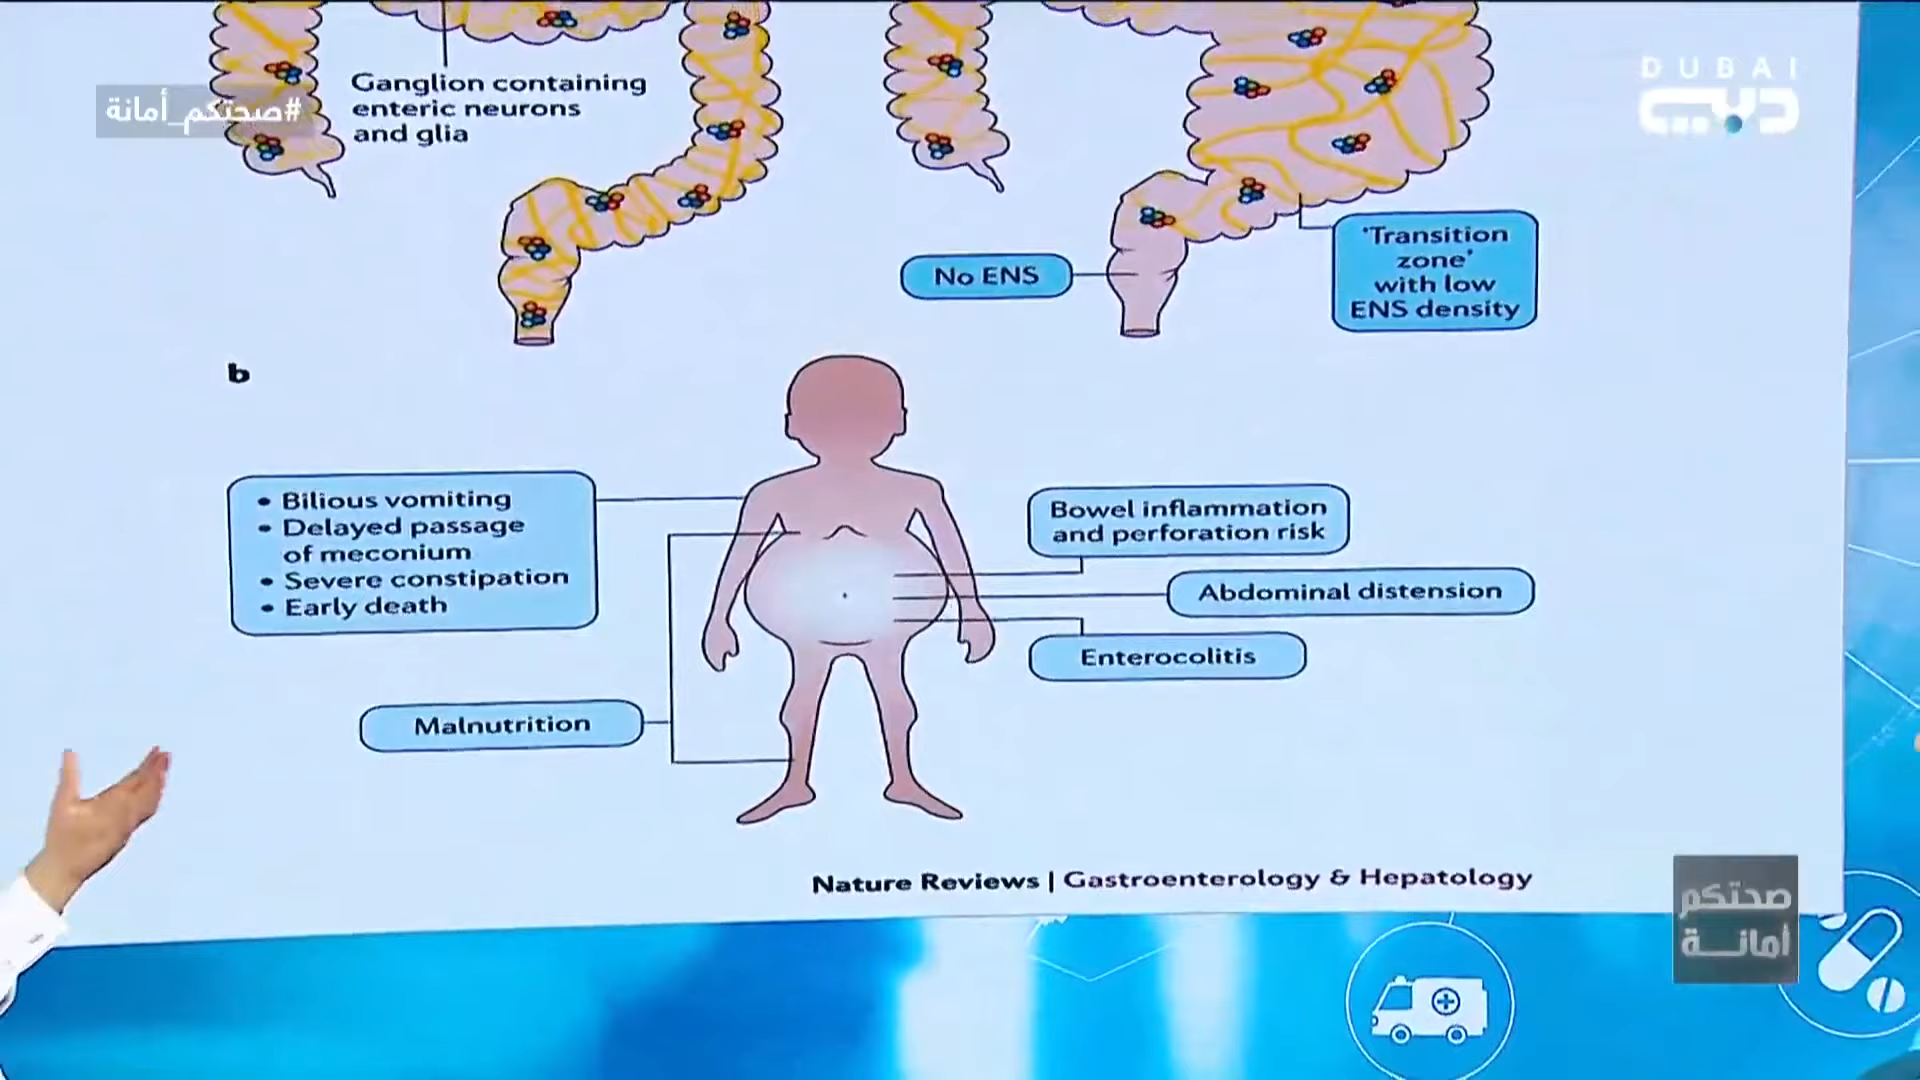 Ganglion containing
enteric neurons
and glia
#صحتكم_أمانة
DUBAI
دبي
No ENS
'Transition
zone'
with low
ENS density
b
• Bilious vomiting
• Delayed passage
of meconium
• Severe constipation
• Early death
Malnutrition
Bowel inflammation
and perforation risk
Abdominal distension
Enterocolitis
Nature Reviews | Gastroenterology & Hepatology
صحتكم
أمانة